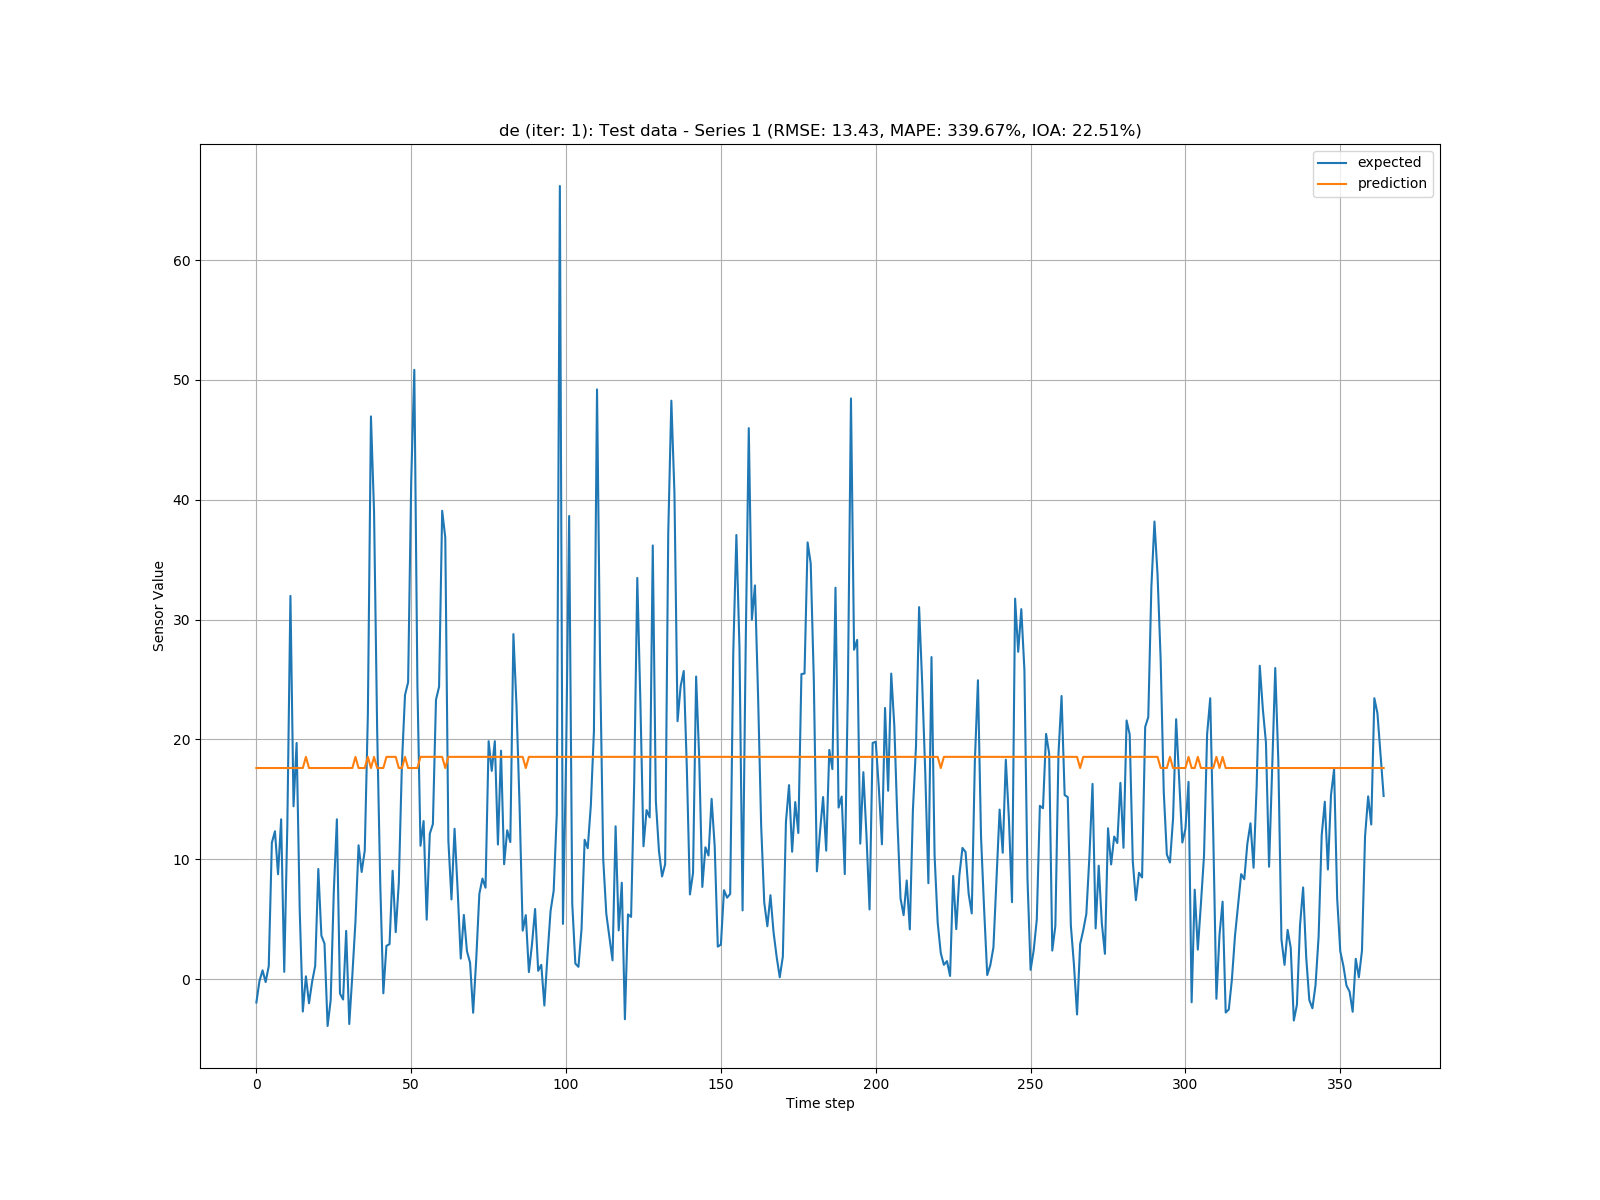 de (iter: 1): Test data - Series 1 (RMSE: 13.43, MAPE: 339.67%, IOA: 22.51%)
expected
prediction
60
50
40
30
20
10
0
Sensor Value
0 50 100 150 200 250 300 350
Time step